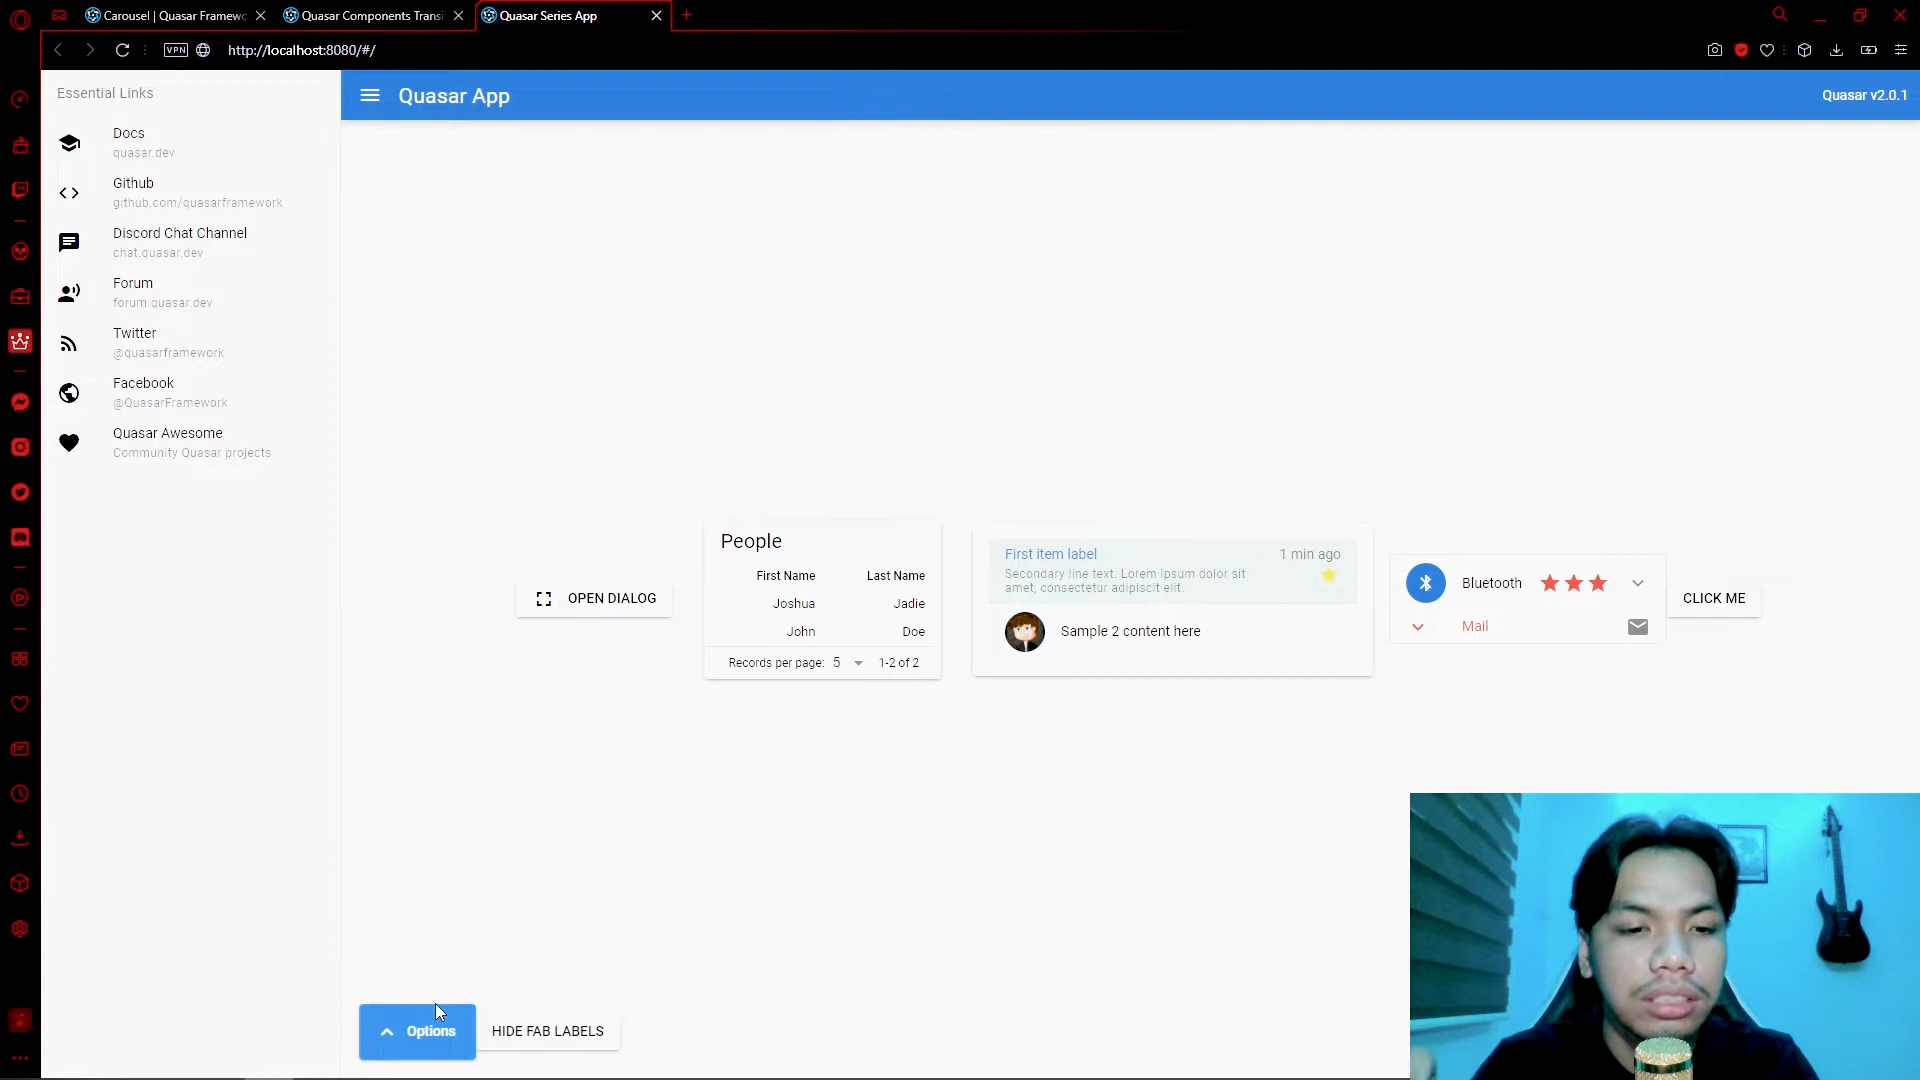 Carousel | Quasar Framewo
Quasar Components Transi
Quasar Series App
VPN
http://localhost:8080/#/
Essential Links
Quasar App
Quasar v2.0.1
Docs
quasar.dev
Github
github.com/quasarframework
Discord Chat Channel
chat.quasar.dev
Forum
forum.quasar.dev
Twitter
@quasarframework
Facebook
@QuasarFramework
Quasar Awesome
Community Quasar projects
OPEN DIALOG
People
First Name Last Name
Joshua Jadie
John Doe
Records per page: 5 1-2 of 2
First item label 1 min ago
Secondary line text. Lorem ipsum dolor sit
amet, consectetur adipiscit elit.
Sample 2 content here
Bluetooth
Mail
CLICK ME
Options
HIDE FAB LABELS